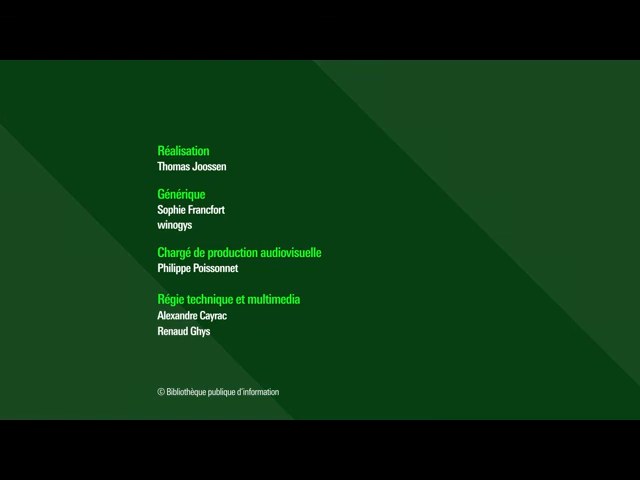 Réalisation
Thomas Joossen
Générique
Sophie Francfort
winogys
Chargé de production audiovisuelle
Philippe Poissonnet
Régie technique et multimedia
Alexandre Cayrac
Renaud Ghys
© Bibliothèque publique d'information